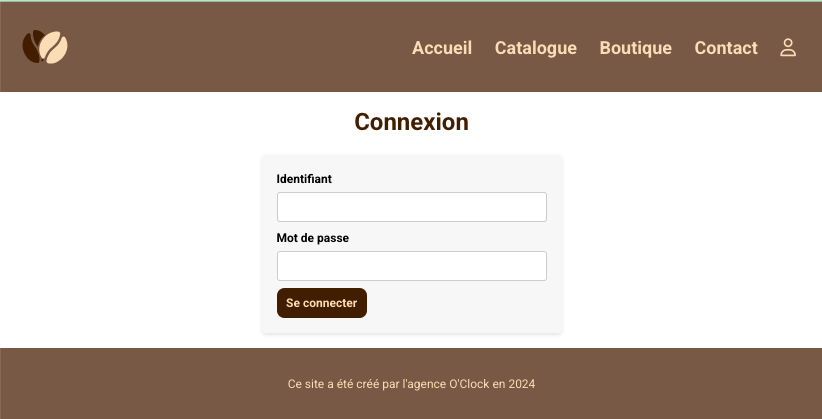 Accueil Catalogue Boutique Contact
Connexion
Identifiant
Mot de passe
Se connecter
Ce site a été créé par l'agence O'Clock en 2024